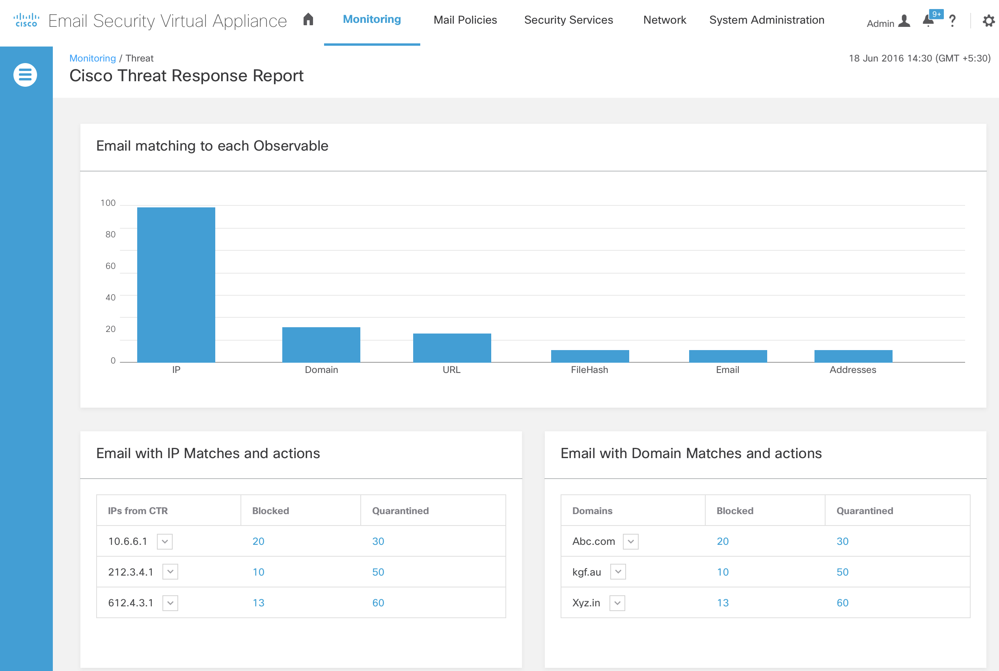 CISCO Email Security Virtual Appliance Monitoring Mail Policies Security Services Network System Administration Admin 9+ ?
Monitoring / Threat 18 Jun 2016 14:30 (GMT +5:30)
Cisco Threat Response Report
Email matching to each Observable
100
80
60
40
20
0
IP Domain URL FileHash Email Addresses
Email with IP Matches and actions
IPs from CTR Blocked Quarantined
10.6.6.1 20 30
212.3.4.1 10 50
612.4.3.1 13 60
Email with Domain Matches and actions
Domains Blocked Quarantined
Abc.com 20 30
kgf.au 10 50
Xyz.in 13 60